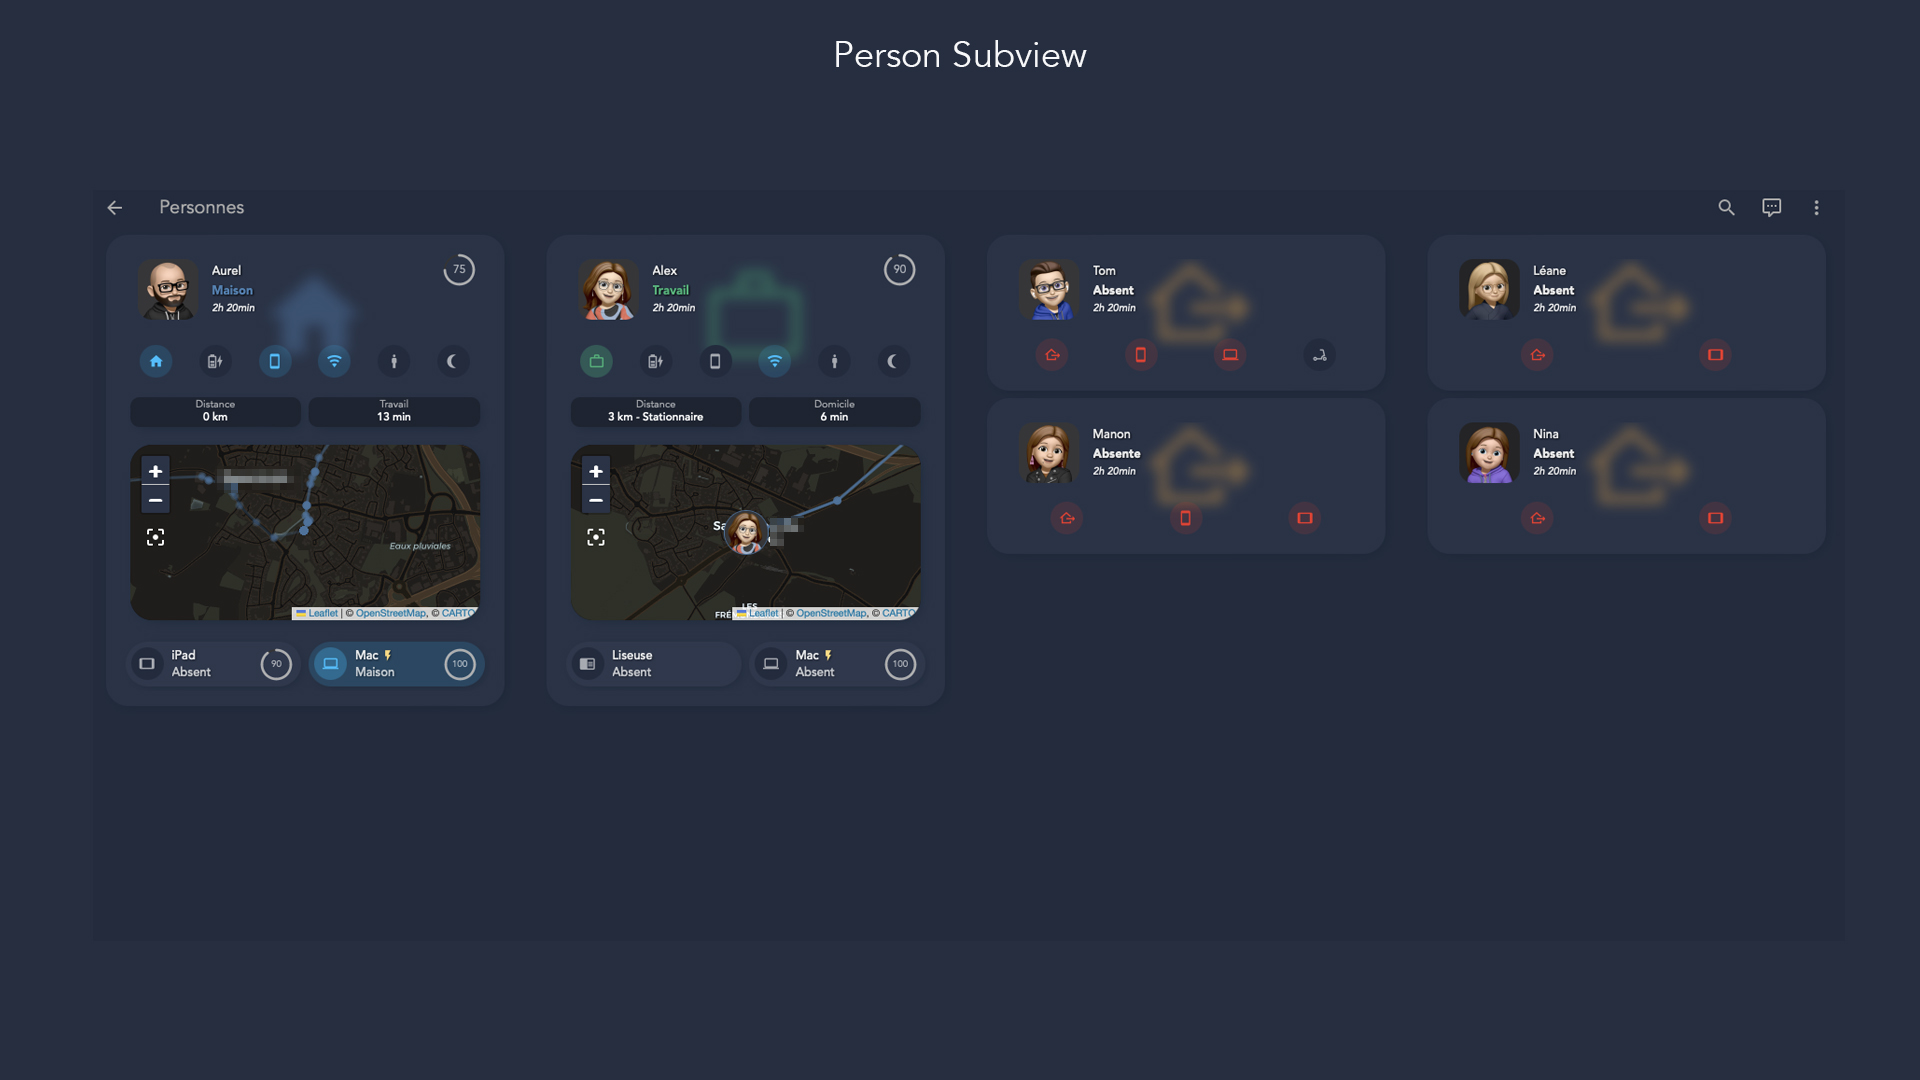 Person Subview
Personnes
Aurel
Maison
2h 20min
75
Distance
0 km
Travail
13 min
Eaux pluviales
Leaflet | © OpenStreetMap, © CARTO
iPad
Absent
90
Mac
Maison
100
Alex
Travail
2h 20min
90
Distance
3 km - Stationnaire
Domicile
6 min
Sa
LES
FRÉ
Leaflet | © OpenStreetMap, © CARTO
Liseuse
Absent
Mac
Absent
100
Tom
Absent
2h 20min
Manon
Absente
2h 20min
Léane
Absent
2h 20min
Nina
Absent
2h 20min